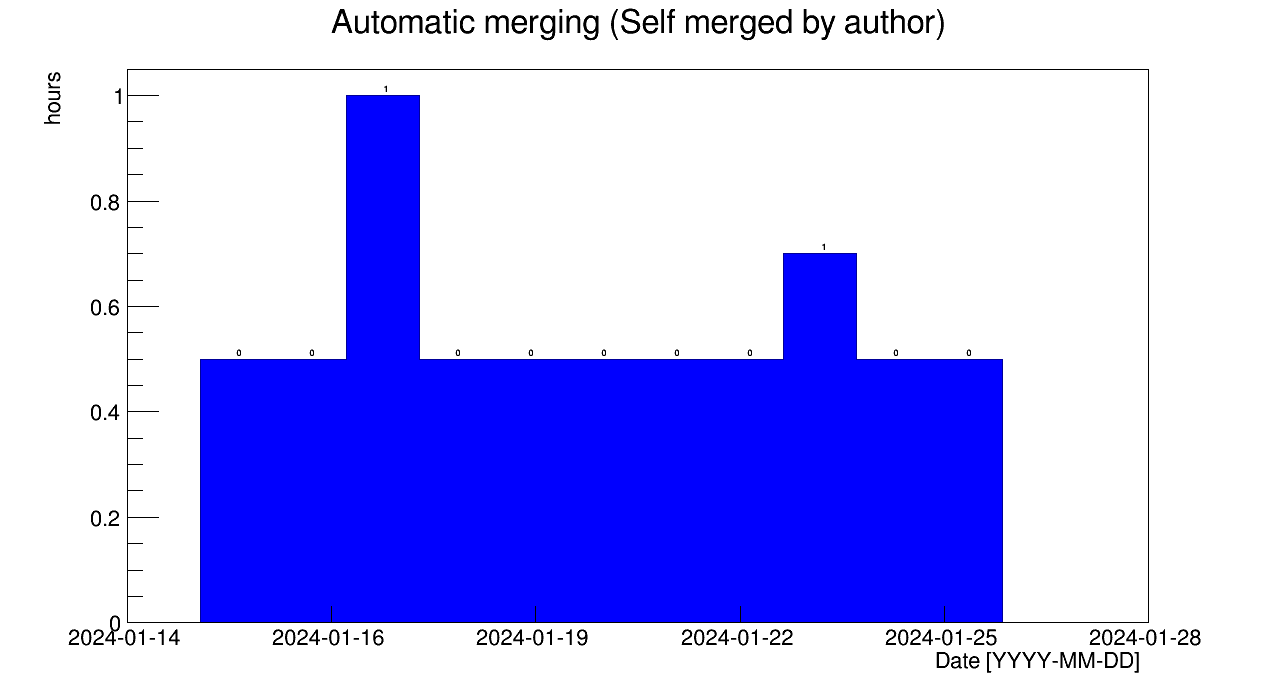 Automatic merging (Self merged by author)
hours
1
0.8
0.6
0.4
0.2
0
1
1
0 0 0 0 0 0 0 0 0
2024-01-14 2024-01-16 2024-01-19 2024-01-22 2024-01-25 2024-01-28
Date [YYYY-MM-DD]